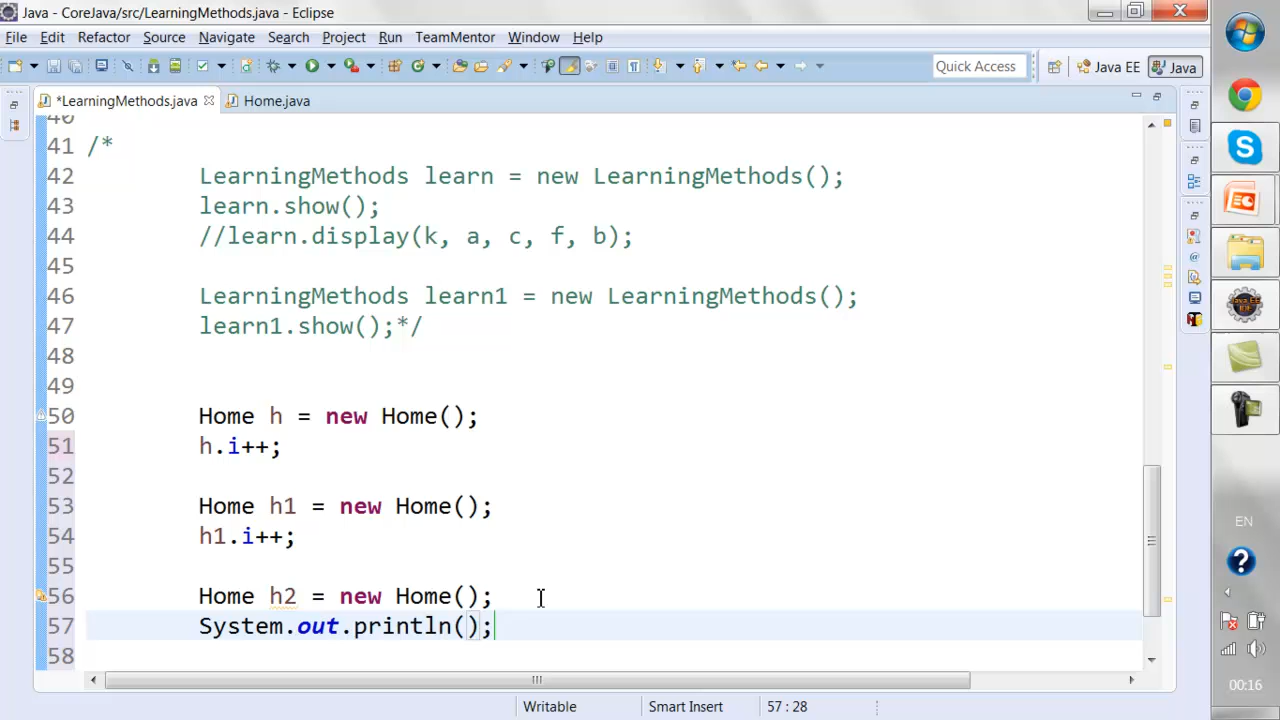 Java - CoreJava/src/LearningMethods.java - Eclipse
File Edit Refactor Source Navigate Search Project Run TeamMentor Window Help
Quick Access Java EE Java
*LearningMethods.java Home.java
40
41 /*
42 LearningMethods learn = new LearningMethods();
43 learn.show();
44 //learn.display(k, a, c, f, b);
45
46 LearningMethods learn1 = new LearningMethods();
47 learn1.show();*/
48
49
50 Home h = new Home();
51 h.i++;
52
53 Home h1 = new Home();
54 h1.i++;
55
56 Home h2 = new Home();
57 System.out.println();
58
Writable Smart Insert 57 : 28
EN
00:16